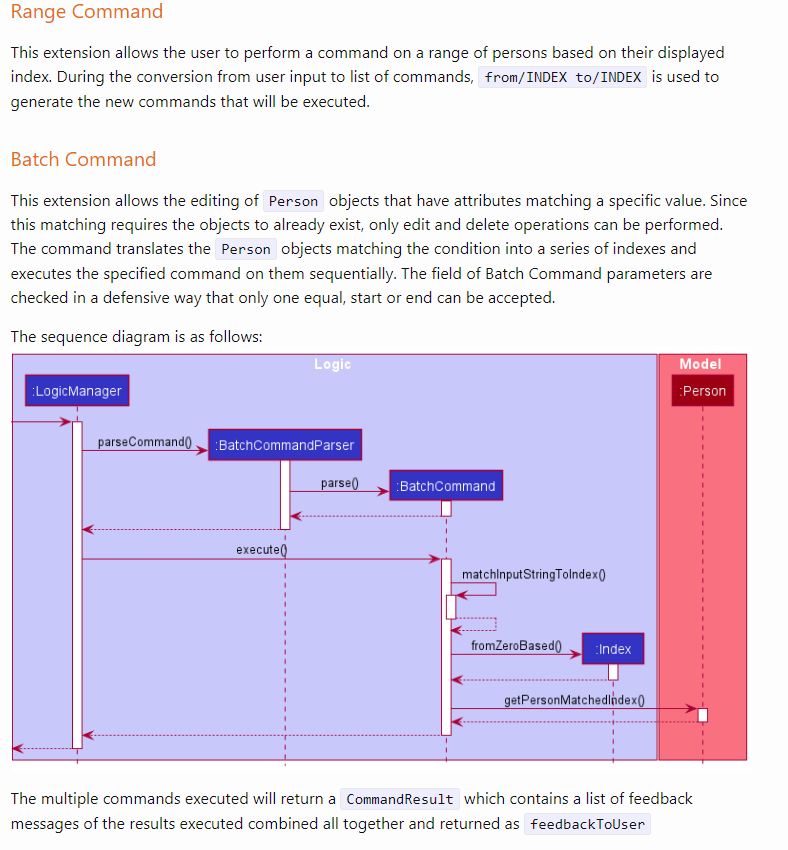 Range Command
This extension allows the user to perform a command on a range of persons based on their displayed
index. During the conversion from user input to list of commands, from/INDEX to/INDEX is used to
generate the new commands that will be executed.
Batch Command
This extension allows the editing of Person objects that have attributes matching a specific value. Since
this matching requires the objects to already exist, only edit and delete operations can be performed.
The command translates the Person objects matching the condition into a series of indexes and
executes the specified command on them sequentially. The field of Batch Command parameters are
checked in a defensive way that only one equal, start or end can be accepted.
The sequence diagram is as follows:
Logic
Model
:LogicManager
:Person
parseCommand()
:BatchCommandParser
parse()
:BatchCommand
execute()
matchInputStringToIndex()
fromZeroBased()
:Index
getPersonMatchedIndex()
The multiple commands executed will return a CommandResult which contains a list of feedback
messages of the results executed combined all together and returned as feedbackToUser